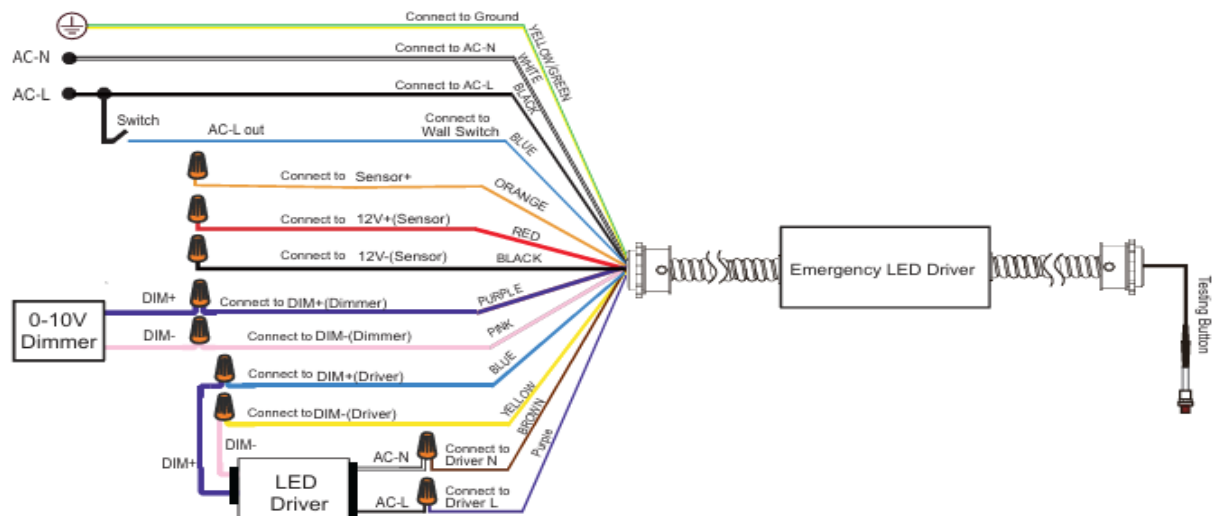 Connect to Ground
YELLOW/GREEN
AC-N
Connect to AC-N
WHITE
AC-L
Connect to AC-L
BLACK
Switch
AC-L out
Connect to
Wall Switch
BLUE
Connect to Sensor+
ORANGE
Connect to 12V+(Sensor)
RED
Connect to 12V-(Sensor)
BLACK
Emergency LED Driver
Testing Button
0-10V
Dimmer
DIM+
Connect to DIM+(Dimmer)
PURPLE
DIM-
Connect to DIM-(Dimmer)
PINK
Connect to DIM+(Driver)
BLUE
Connect to DIM-(Driver)
YELLOW
DIM-
DIM+
LED
Driver
AC-N
Connect to
Driver N
BROWN
AC-L
Connect to
Driver L
Purple